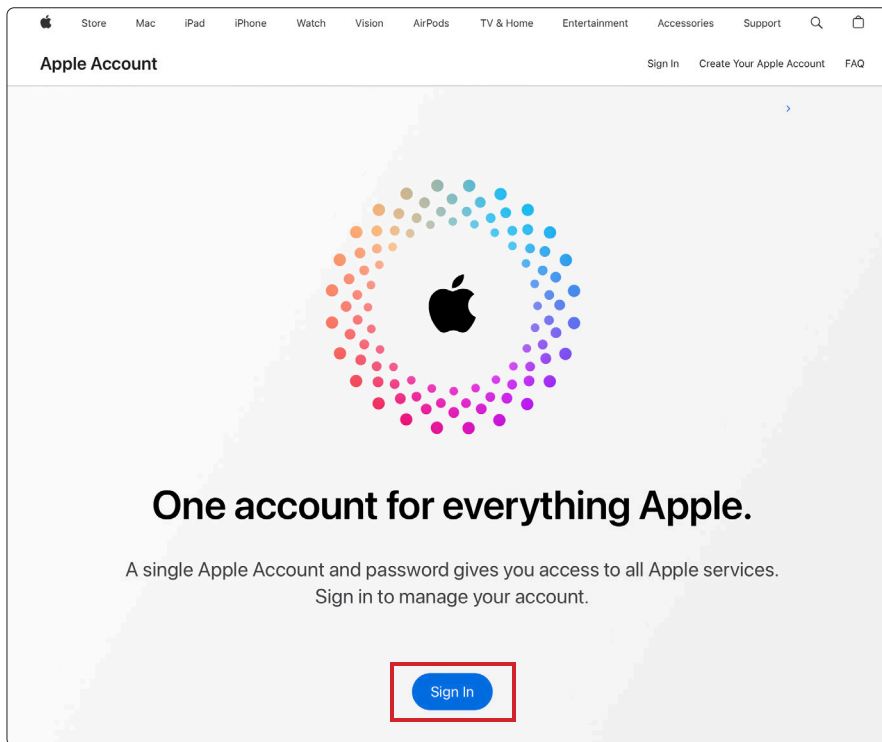 Store Mac iPad iPhone Watch Vision AirPods TV & Home Entertainment Accessories Support
Apple Account Sign In Create Your Apple Account FAQ
One account for everything Apple.
A single Apple Account and password gives you access to all Apple services.
Sign in to manage your account.
Sign In